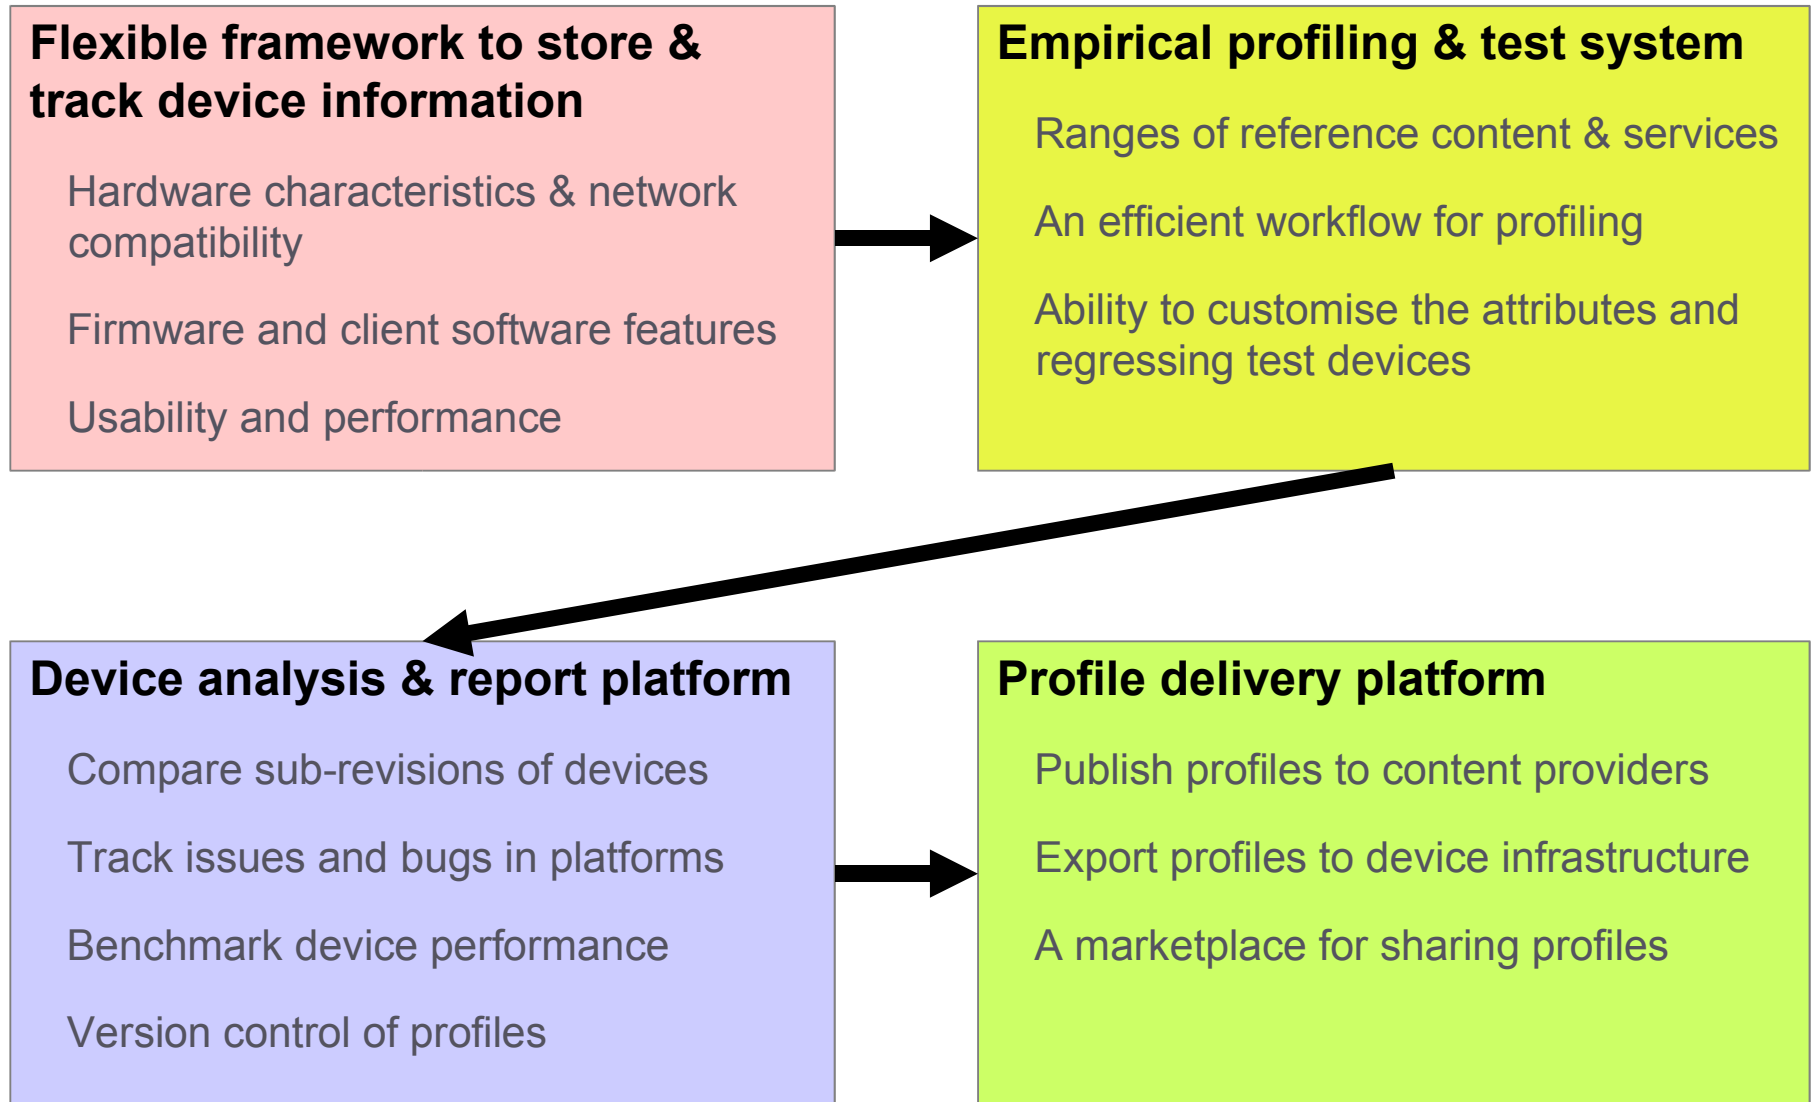 Flexible framework to store &
track device information
Hardware characteristics & network
compatibility
Firmware and client software features
Usability and performance
Empirical profiling & test system
Ranges of reference content & services
An efficient workflow for profiling
Ability to customise the attributes and
regressing test devices
Device analysis & report platform
Compare sub-revisions of devices
Track issues and bugs in platforms
Benchmark device performance
Version control of profiles
Profile delivery platform
Publish profiles to content providers
Export profiles to device infrastructure
A marketplace for sharing profiles